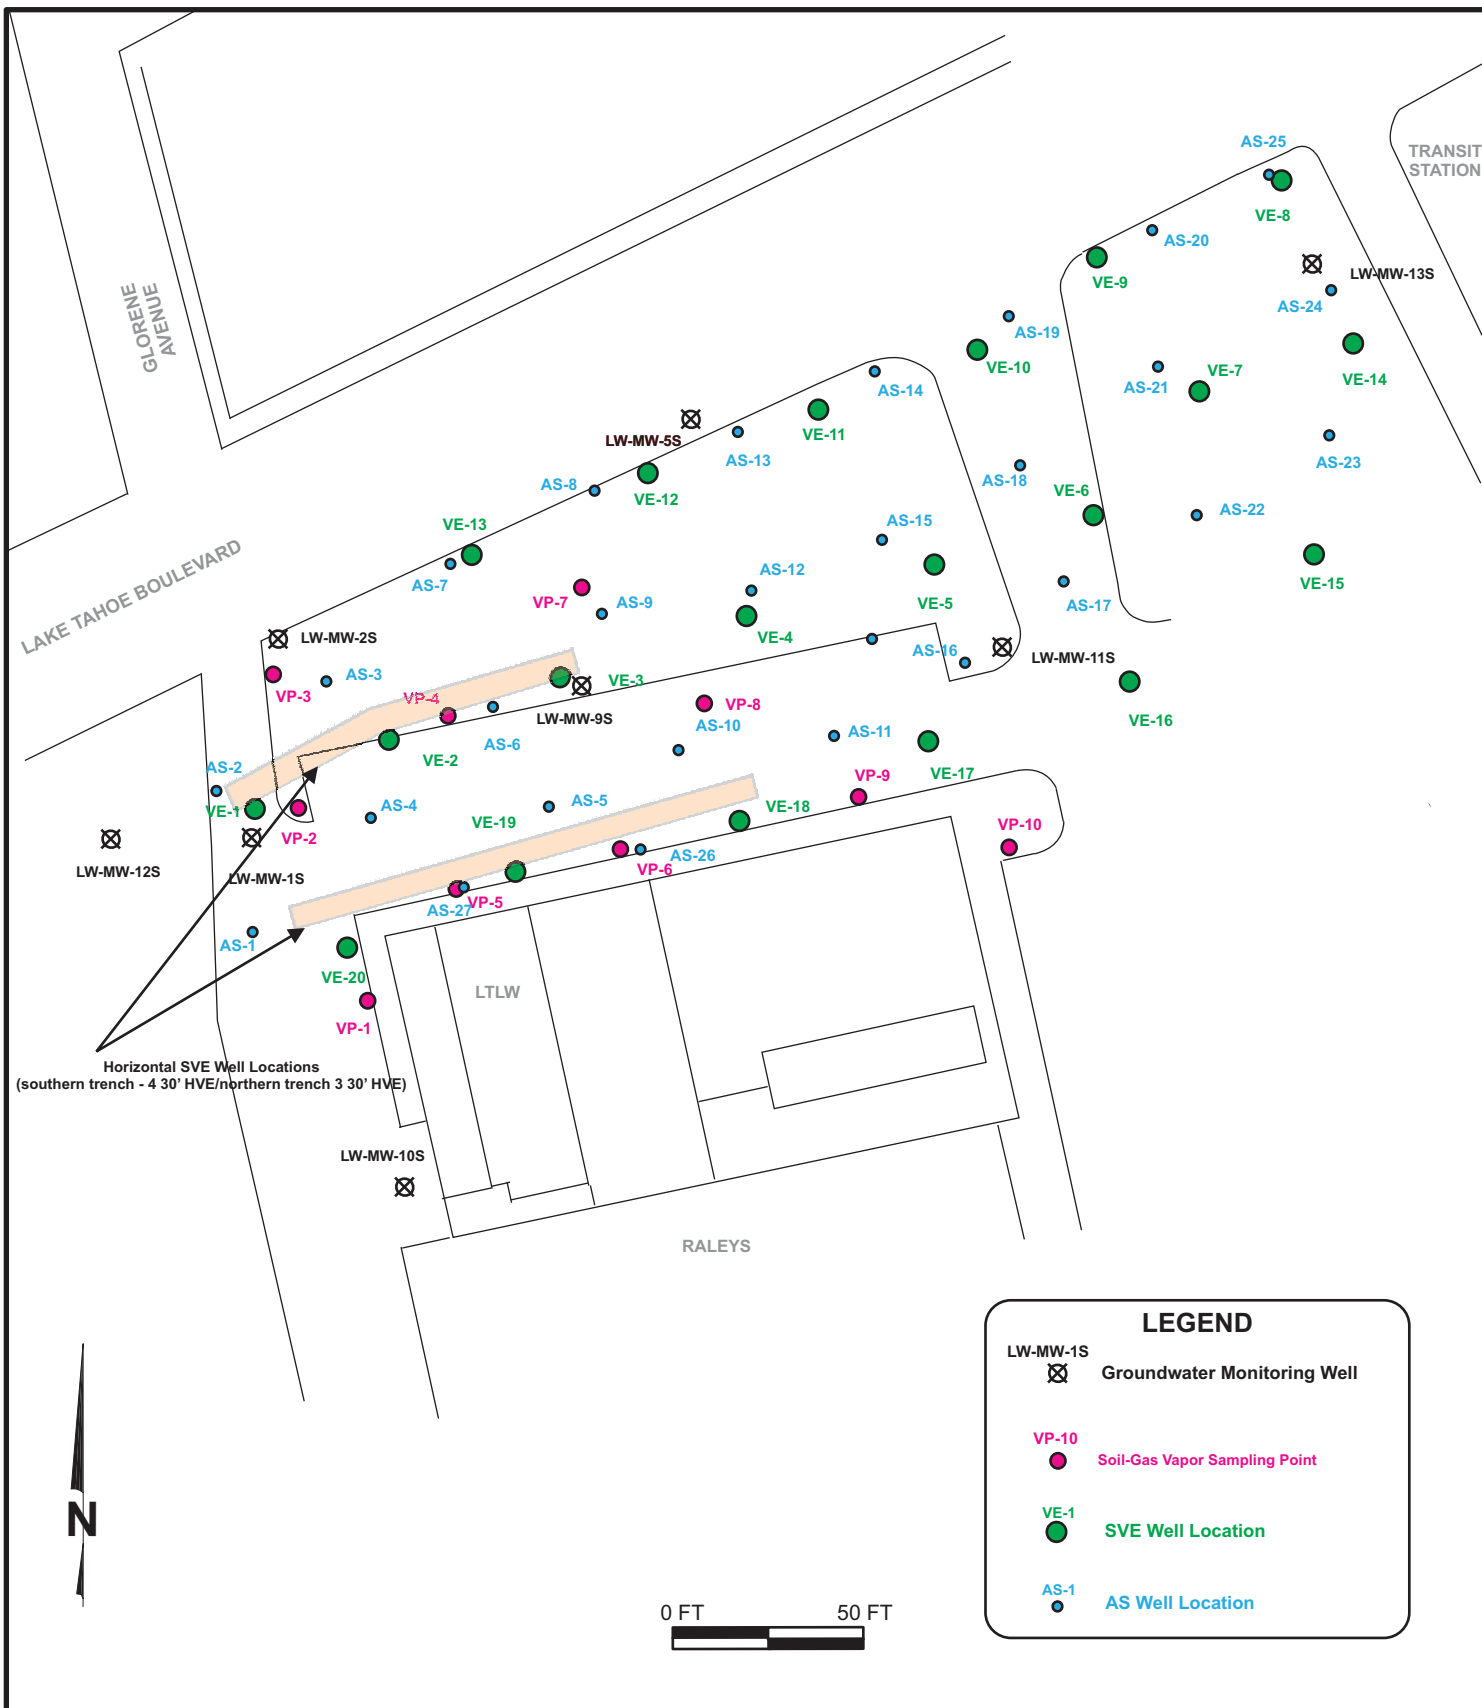 AS-25
TRANSIT
STATION
VE-8
AS-20
VE-9
LW-MW-13S
AS-24
GLORENE
AVENUE
AS-19
VE-10
VE-14
AS-21
VE-7
AS-14
VE-11
LW-MW-5S
AS-13
AS-23
AS-8
VE-12
AS-18
VE-6
AS-22
VE-13
AS-15
LAKE TAHOE BOULEVARD
AS-7
VE-15
AS-12
VP-7
AS-9
VE-5
AS-17
VE-4
LW-MW-2S
AS-16
LW-MW-11S
AS-3
VP-3
VP-4
VE-3
VE-16
VP-8
LW-MW-9S
AS-6
AS-10
AS-11
VE-2
VE-17
AS-2
VP-9
VE-1
AS-4
AS-5
VE-18
VE-19
VP-10
VP-2
AS-26
LW-MW-12S
LW-MW-1S
VP-6
VP-5
AS-27
AS-1
VE-20
LTLW
VP-1
Horizontal SVE Well Locations
(southern trench - 4 30' HVE/northern trench 3 30' HVE)
LW-MW-10S
RALEYS
LEGEND
LW-MW-1S
Groundwater Monitoring Well
VP-10
Soil-Gas Vapor Sampling Point
VE-1
SVE Well Location
AS-1
AS Well Location
N
0 FT
50 FT